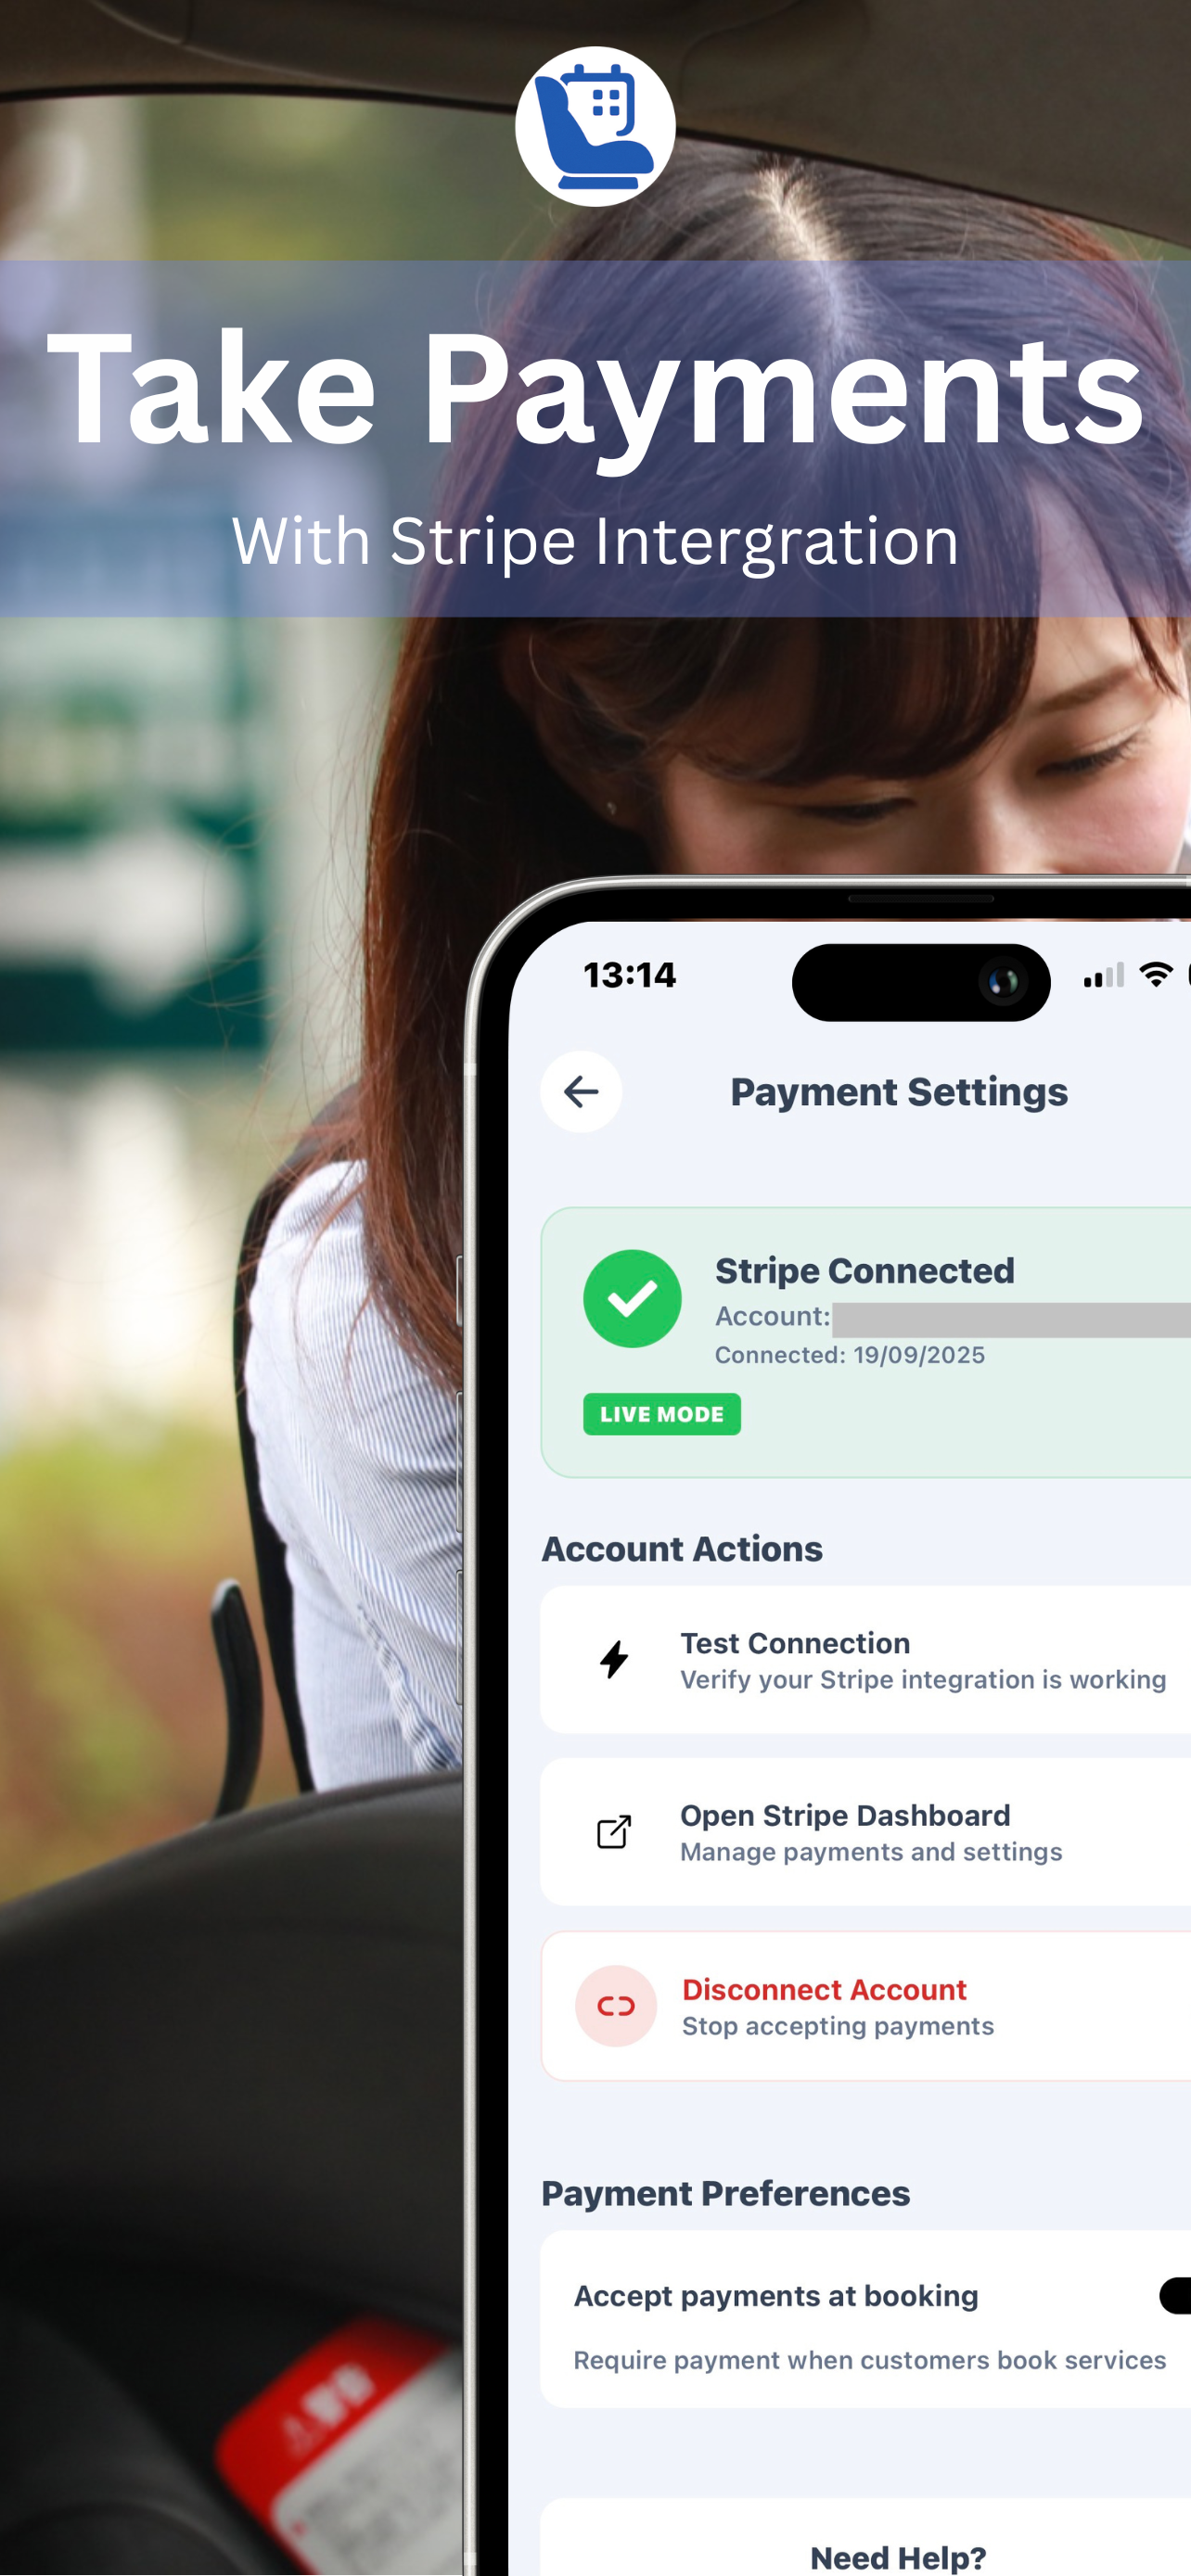 Take Payments
With Stripe Intergration
13:14
Payment Settings
Stripe Connected
Account:
Connected: 19/09/2025
LIVE MODE
Account Actions
Test Connection
Verify your Stripe integration is working
Open Stripe Dashboard
Manage payments and settings
Disconnect Account
Stop accepting payments
Payment Preferences
Accept payments at booking
Require payment when customers book services
Need Help?